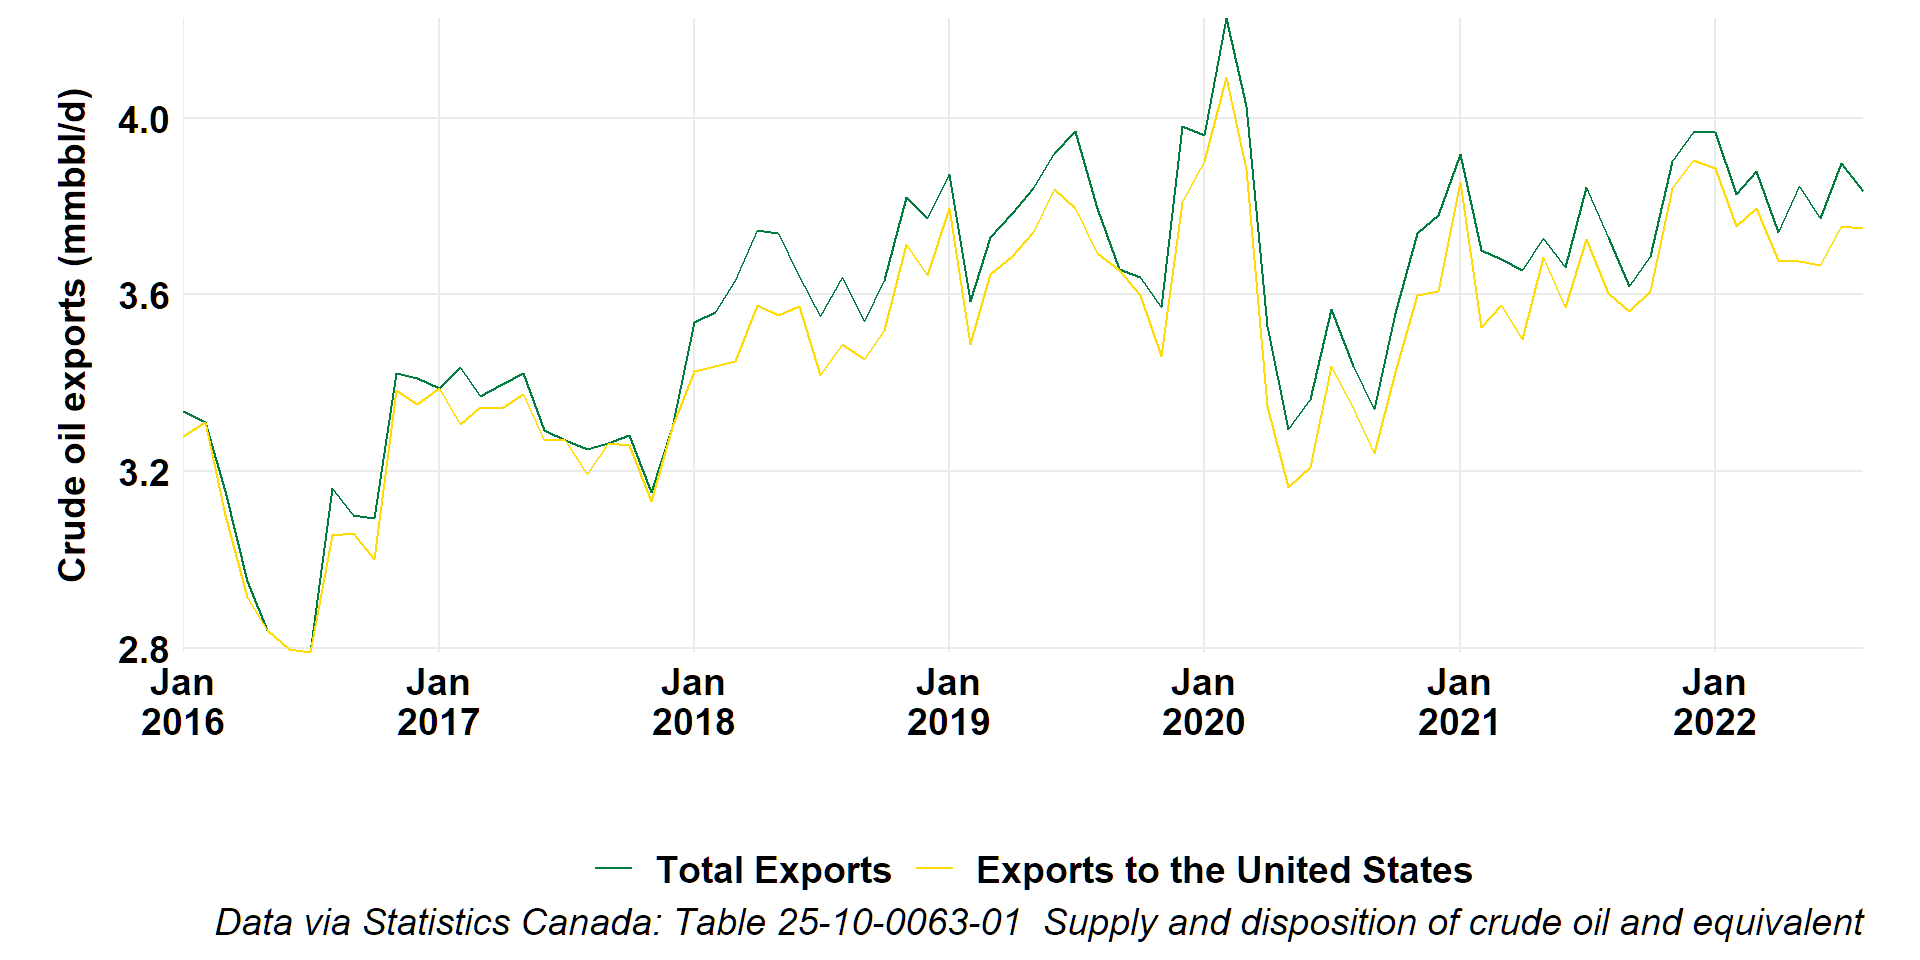 Crude oil exports (mmbbl/d)
4.0
3.6
3.2
2.8
Jan 2016
Jan 2017
Jan 2018
Jan 2019
Jan 2020
Jan 2021
Jan 2022
Total Exports
Exports to the United States
Data via Statistics Canada: Table 25-10-0063-01 Supply and disposition of crude oil and equivalent